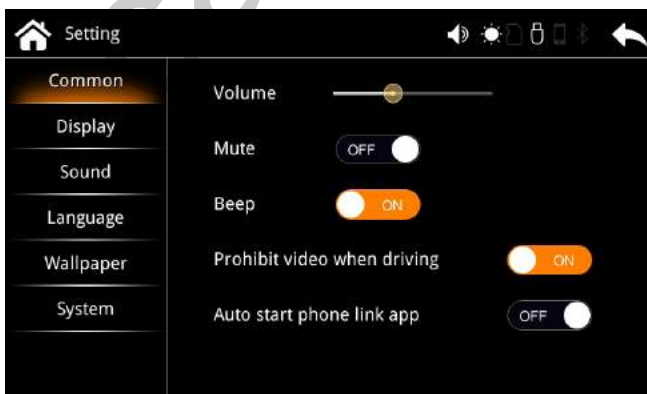 Setting
Common
Display
Sound
Language
Wallpaper
System
Volume
Mute OFF
Beep ON
Prohibit video when driving ON
Auto start phone link app OFF